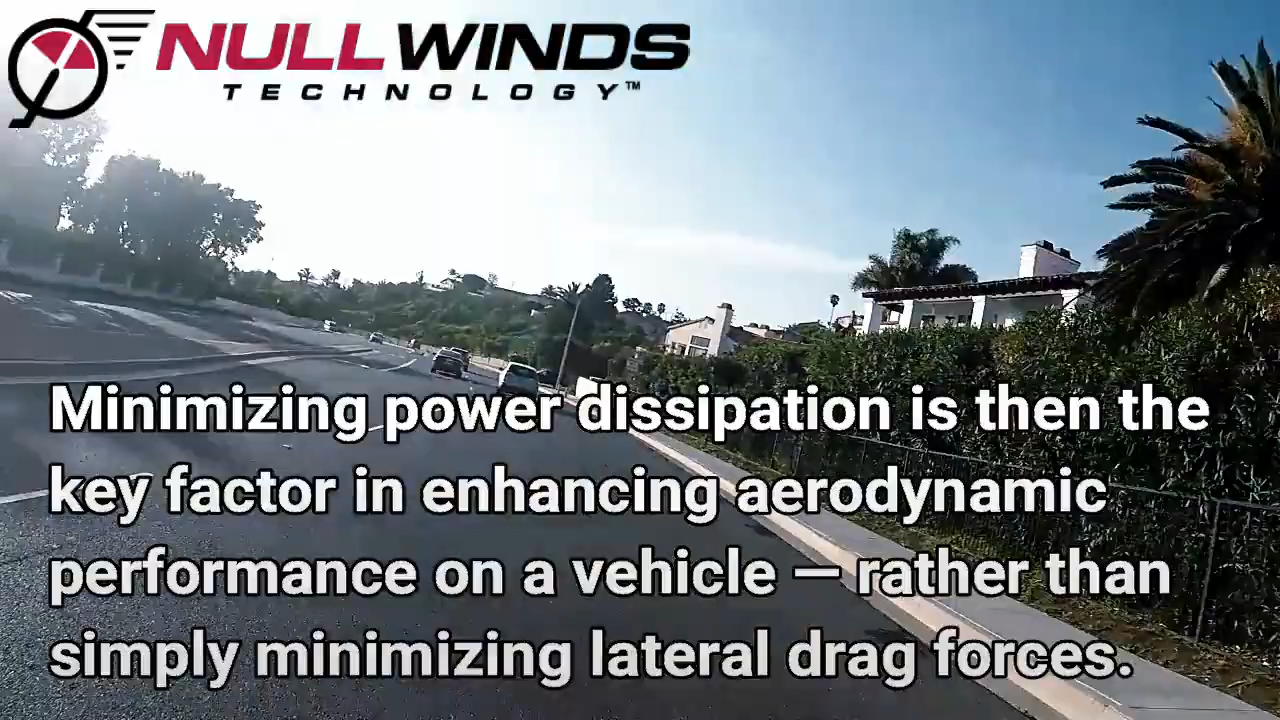 NULLWINDS
TECHNOLOGY™
Minimizing power dissipation is then the
key factor in enhancing aerodynamic
performance on a vehicle — rather than
simply minimizing lateral drag forces.